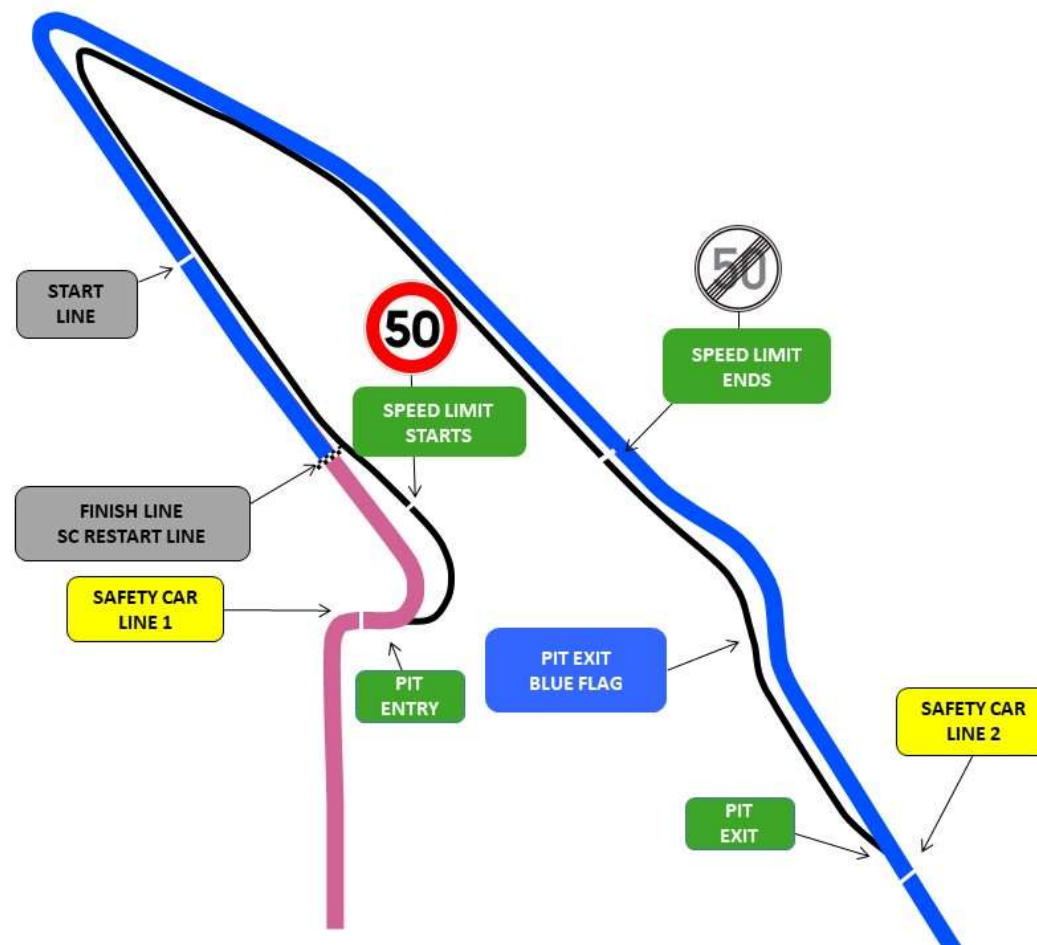 50
SPEED LIMIT
ENDS
START
LINE
50
SPEED LIMIT
STARTS
FINISH LINE
SC RESTART LINE
SAFETY CAR
LINE 1
PIT
ENTRY
PIT EXIT
BLUE FLAG
SAFETY CAR
LINE 2
PIT
EXIT